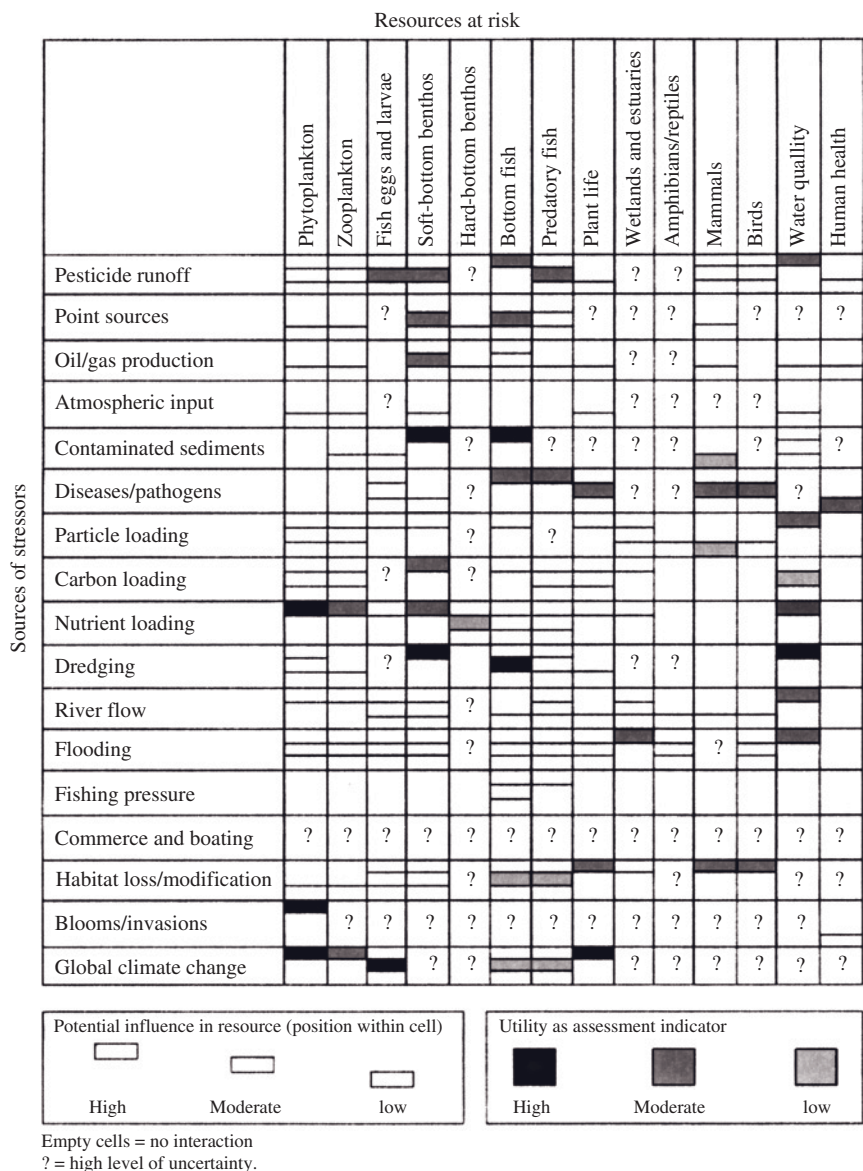 Resources at risk
Phytoplankton
Zooplankton
Fish eggs and larvae
Soft-bottom benthos
Hard-bottom benthos
Bottom fish
Predatory fish
Plant life
Wetlands and estuaries
Amphibians/reptiles
Mammals
Birds
Water quallity
Human health
Sources of stressors
Pesticide runoff ? ? ?
Point sources ? ? ? ? ? ? ?
Oil/gas production ? ?
Atmospheric input ? ? ? ? ?
Contaminated sediments ? ? ? ? ? ? ?
Diseases/pathogens ? ? ? ?
Particle loading ? ?
Carbon loading ? ?
Nutrient loading
Dredging ? ? ?
River flow ?
Flooding ? ?
Fishing pressure
Commerce and boating ? ? ? ? ? ? ? ? ? ? ? ? ? ?
Habitat loss/modification ? ? ? ?
Blooms/invasions ? ? ? ? ? ? ? ? ? ? ? ?
Global climate change ? ? ? ? ? ? ? ?
Potential influence in resource (position within cell)
High Moderate low
Utility as assessment indicator
High Moderate low
Empty cells = no interaction
? = high level of uncertainty.